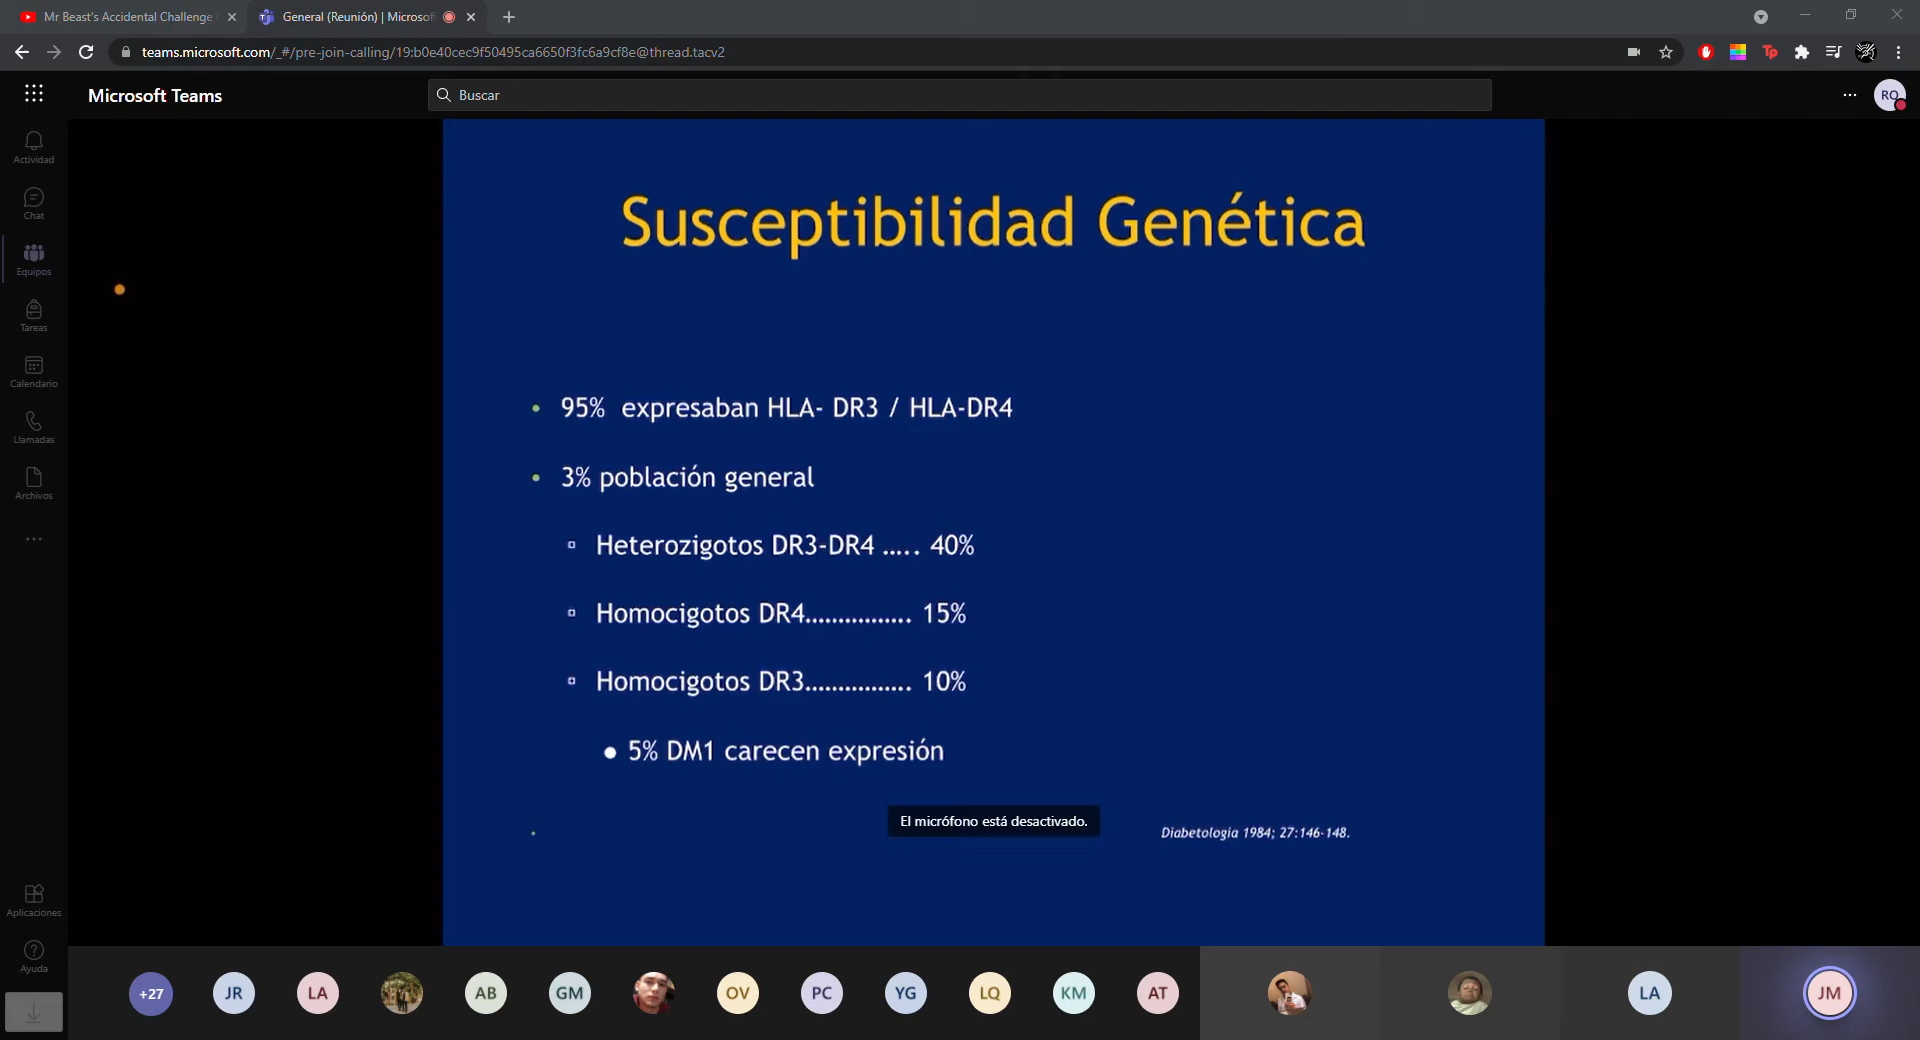 Mr Beast's Accidental Challenge
General (Reunión) | Microsof
teams.microsoft.com/_#/pre-join-calling/19:b0e40cec9f50495ca6650f3fc6a9cf8e@thread.tacv2
Microsoft Teams
Buscar
RO
Actividad
Chat
Equipos
Tareas
Calendario
Llamadas
Archivos
Aplicaciones
Ayuda
Susceptibilidad Genética
• 95% expresaban HLA- DR3 / HLA-DR4
• 3% población general
▫ Heterozigotos DR3-DR4 ..... 40%
▫ Homocigotos DR4................ 15%
▫ Homocigotos DR3................ 10%
● 5% DM1 carecen expresión
El micrófono está desactivado.
Diabetologia 1984; 27:146-148.
+27 JR LA AB GM OV PC YG LQ KM AT LA JM